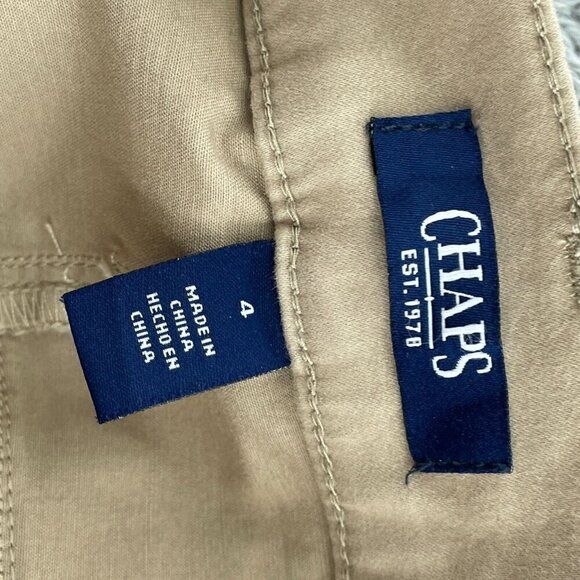 CHAPS
EST. 1978
4
MADE IN
CHINA
HECHO EN
CHINA